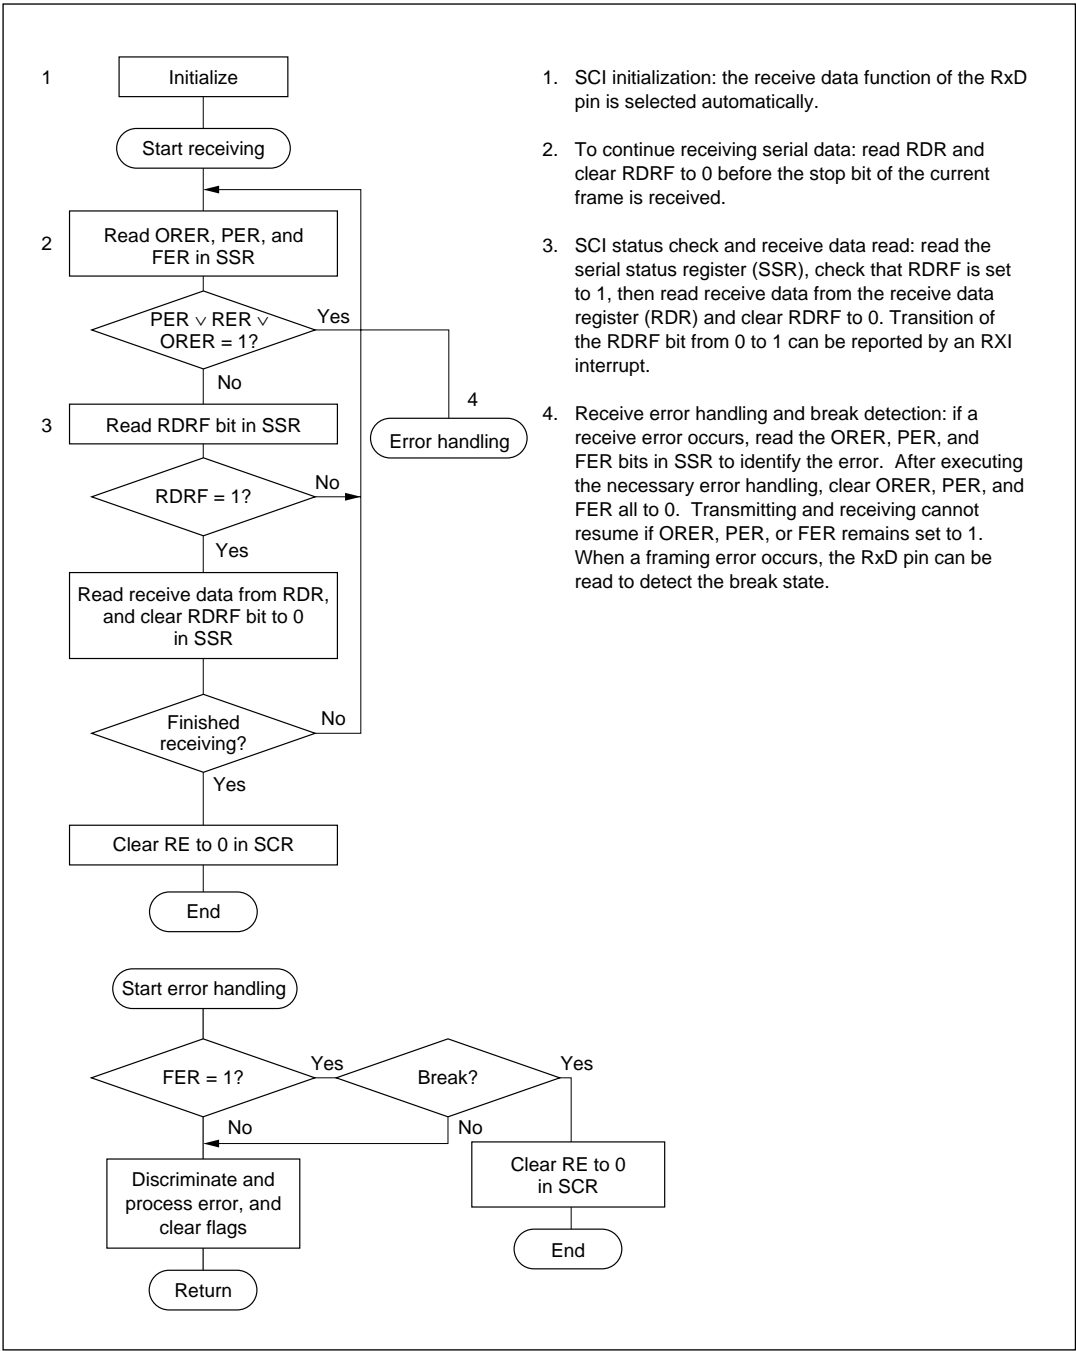 1
Initialize
Start receiving
2
Read ORER, PER, and
FER in SSR
PER ∨ RER ∨
ORER = 1?
Yes
No
4
Error handling
3
Read RDRF bit in SSR
RDRF = 1?
No
Yes
Read receive data from RDR,
and clear RDRF bit to 0
in SSR
Finished
receiving?
No
Yes
Clear RE to 0 in SCR
End
1. SCI initialization: the receive data function of the RxD
pin is selected automatically.
2. To continue receiving serial data: read RDR and
clear RDRF to 0 before the stop bit of the current
frame is received.
3. SCI status check and receive data read: read the
serial status register (SSR), check that RDRF is set
to 1, then read receive data from the receive data
register (RDR) and clear RDRF to 0. Transition of
the RDRF bit from 0 to 1 can be reported by an RXI
interrupt.
4. Receive error handling and break detection: if a
receive error occurs, read the ORER, PER, and
FER bits in SSR to identify the error. After executing
the necessary error handling, clear ORER, PER, and
FER all to 0. Transmitting and receiving cannot
resume if ORER, PER, or FER remains set to 1.
When a framing error occurs, the RxD pin can be
read to detect the break state.
Start error handling
FER = 1?
Yes
Break?
Yes
No
No
Discriminate and
process error, and
clear flags
Return
Clear RE to 0
in SCR
End